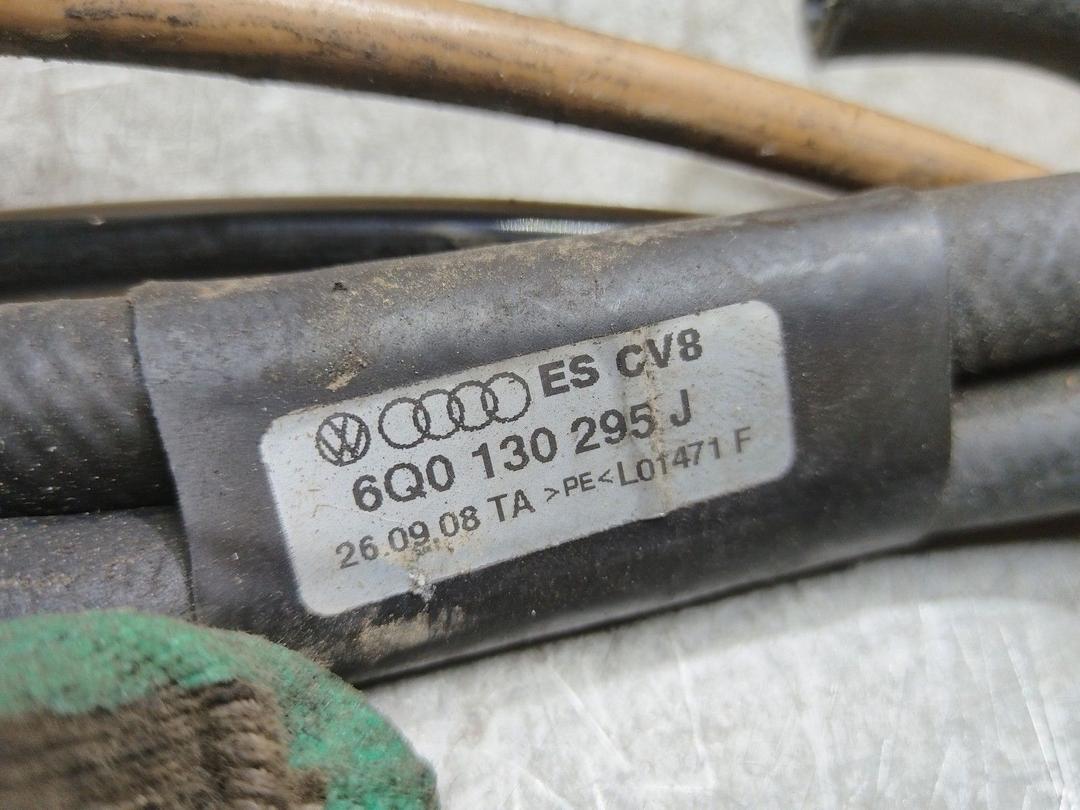 ES CV8
6Q0 130 295 J
26.09.08 TA >PE< L01471 F